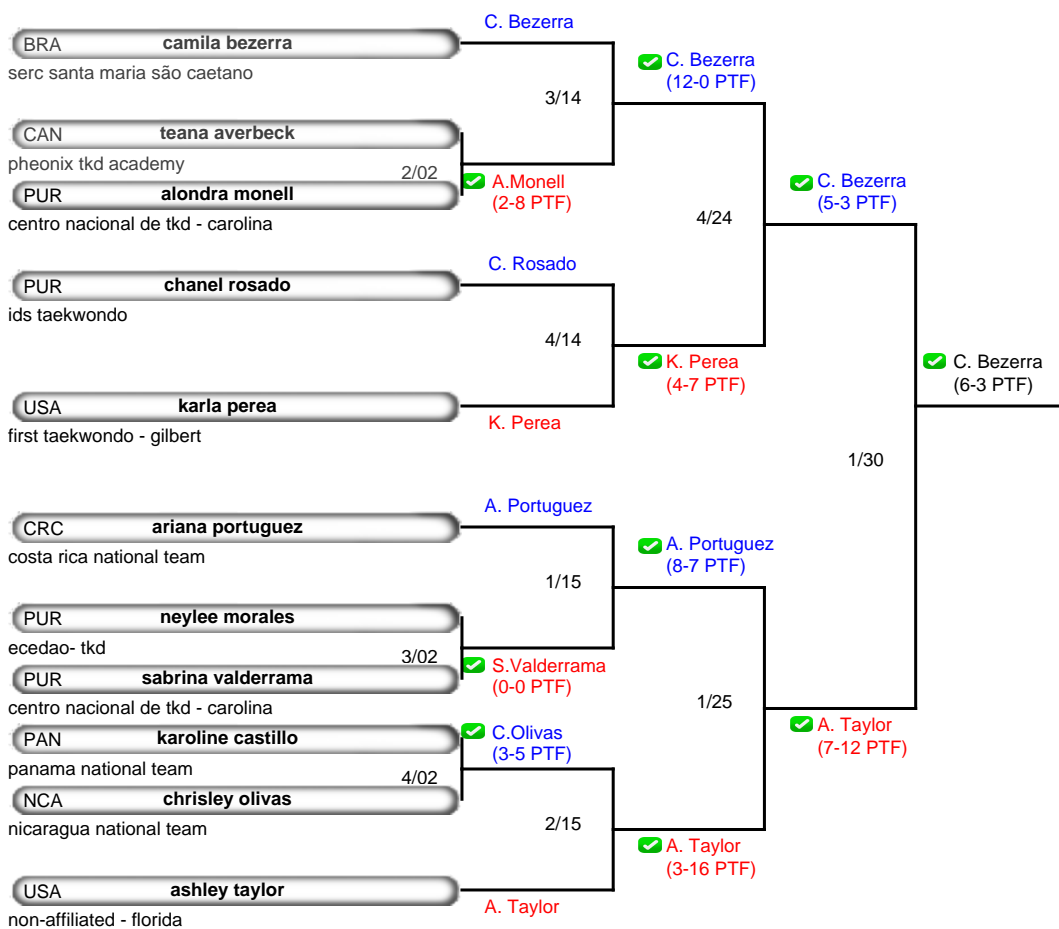 C. Bezerra
BRA camila bezerra
serc santa maria são caetano
C. Bezerra
(12-0 PTF)
3/14
CAN teana averbeck
pheonix tkd academy
2/02
A.Monell
(2-8 PTF)
PUR alondra monell
centro nacional de tkd - carolina
C. Bezerra
(5-3 PTF)
4/24
C. Rosado
PUR chanel rosado
ids taekwondo
4/14
K. Perea
(4-7 PTF)
C. Bezerra
(6-3 PTF)
USA karla perea
K. Perea
first taekwondo - gilbert
1/30
A. Portuguez
CRC ariana portuguez
costa rica national team
A. Portuguez
(8-7 PTF)
1/15
PUR neylee morales
ecedao- tkd
3/02
S.Valderrama
(0-0 PTF)
PUR sabrina valderrama
centro nacional de tkd - carolina
1/25
A. Taylor
(7-12 PTF)
PAN karoline castillo
C.Olivas
(3-5 PTF)
panama national team
4/02
NCA chrisley olivas
nicaragua national team
2/15
A. Taylor
(3-16 PTF)
USA ashley taylor
A. Taylor
non-affiliated - florida